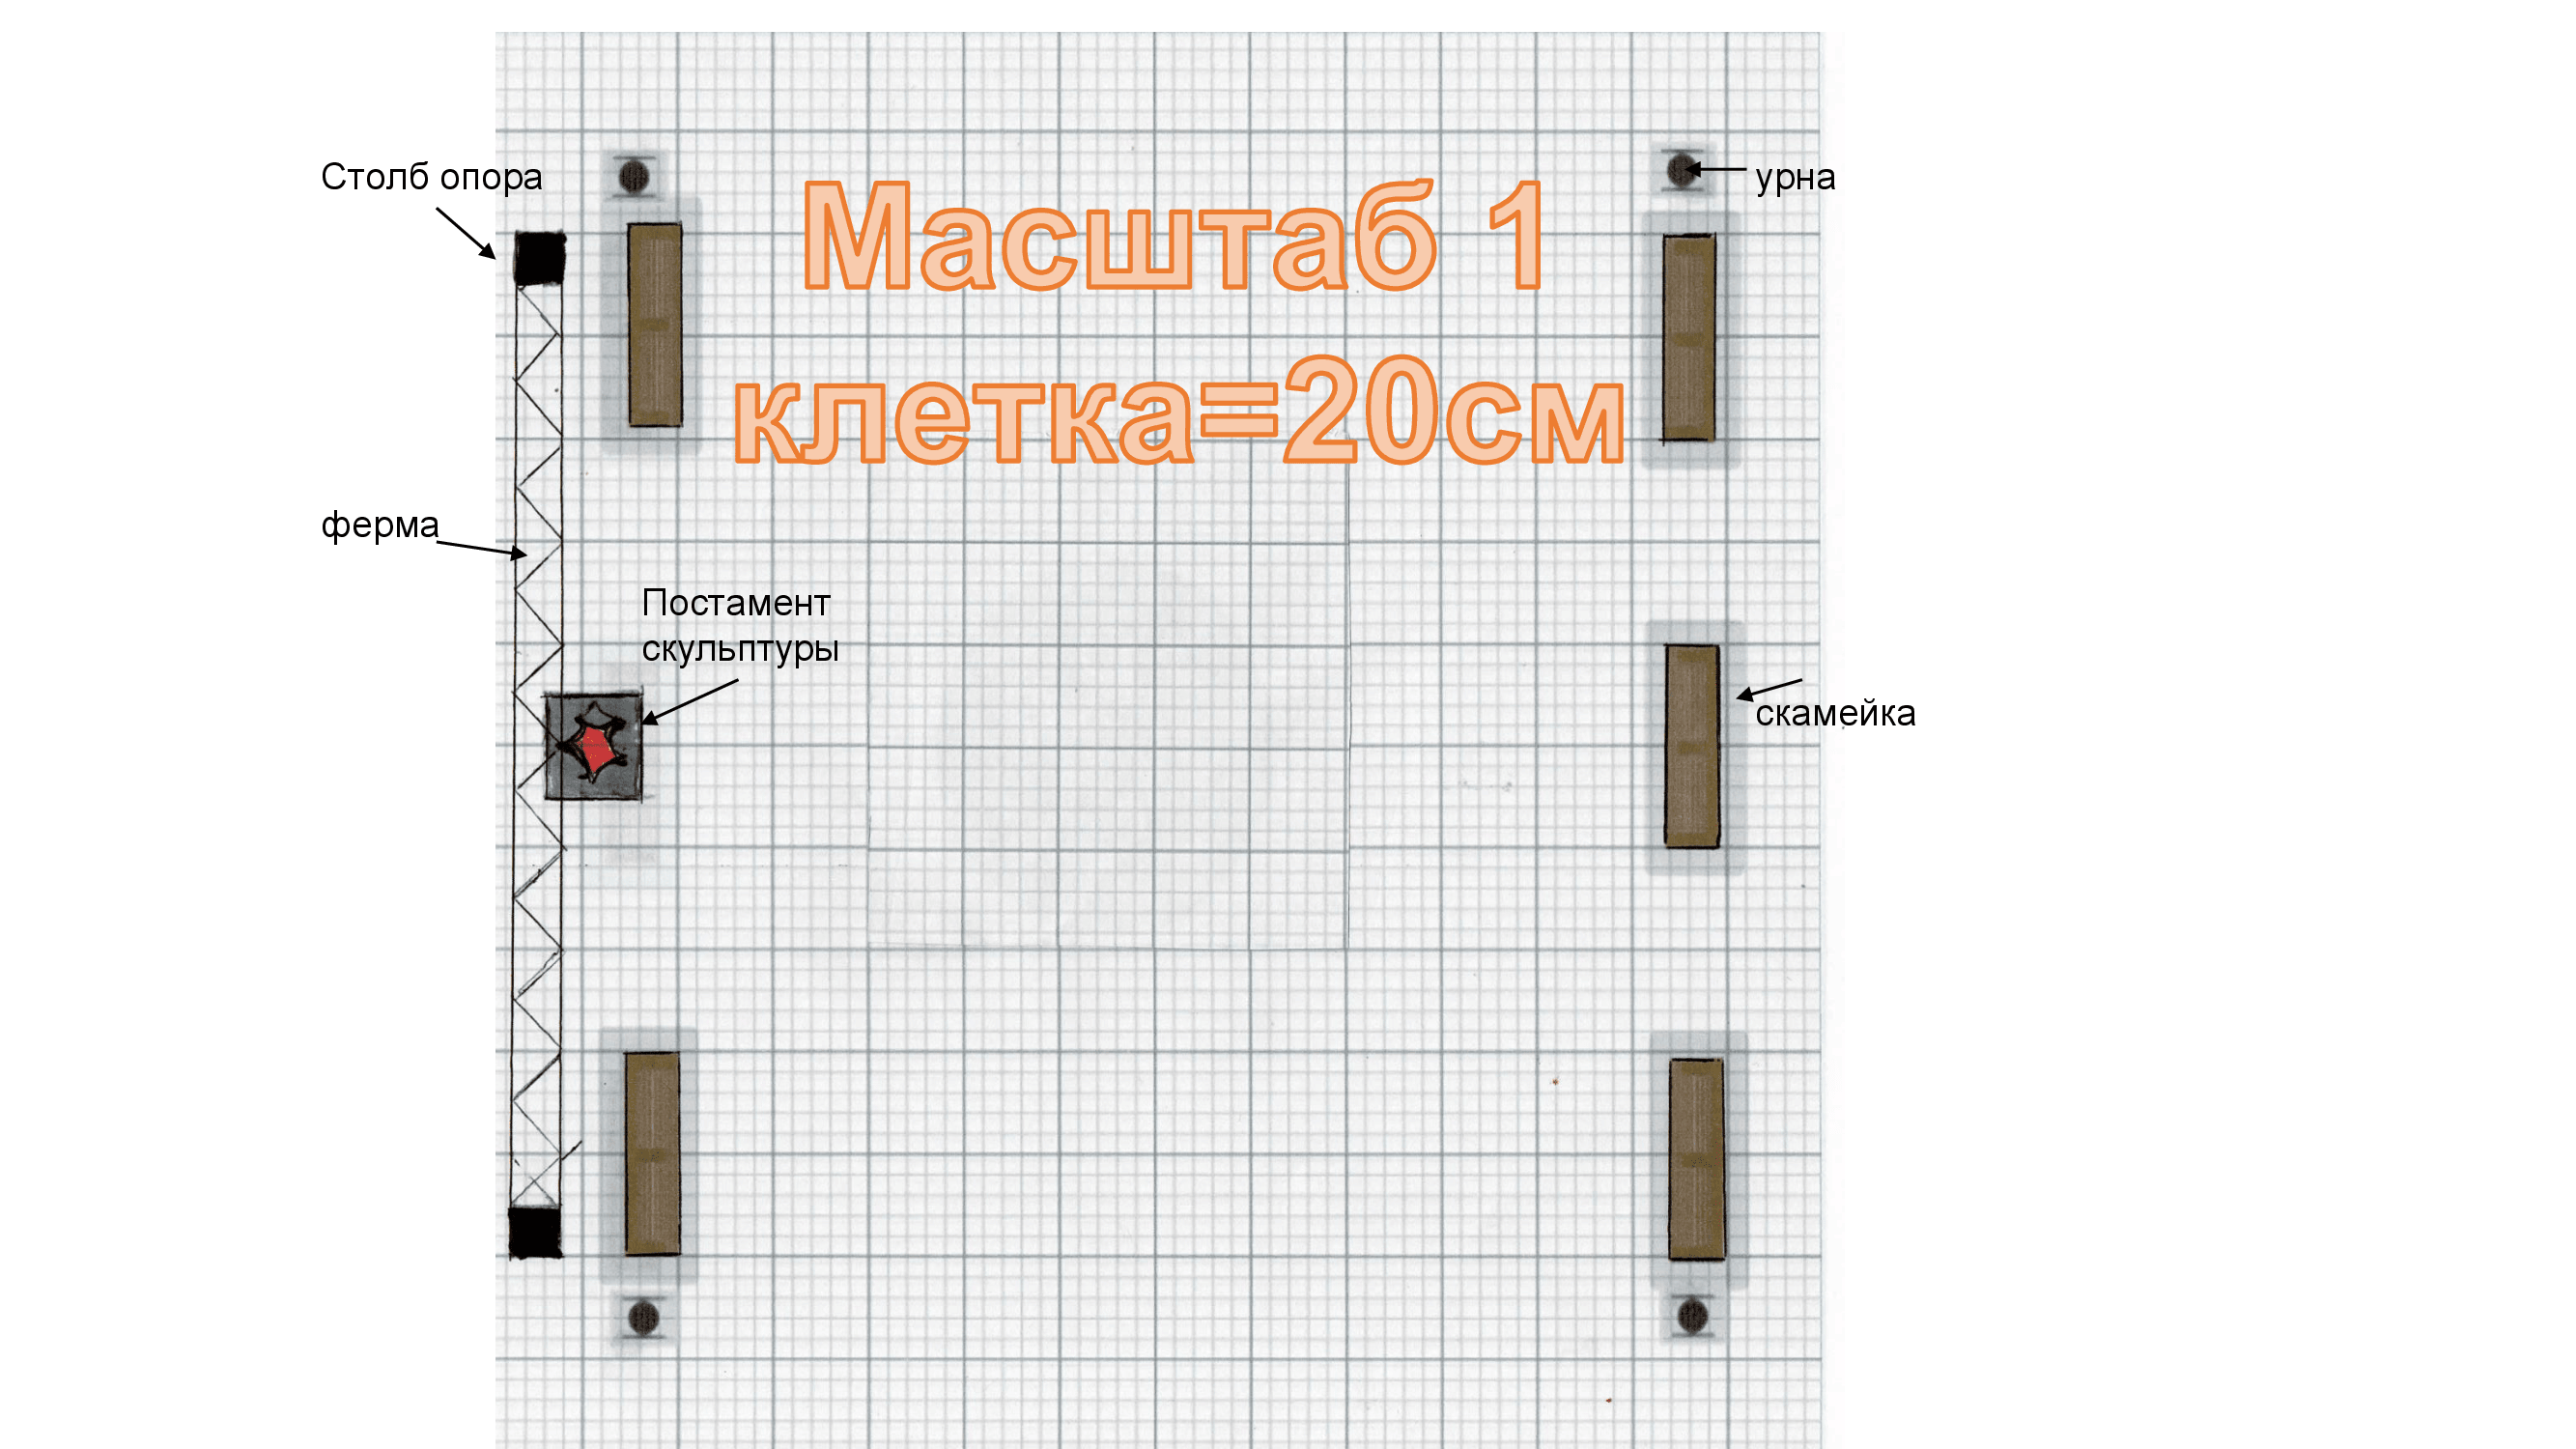 Столб опора
урна
Масштаб 1
клетка=20см
ферма
Постамент
скульптуры
скамейка